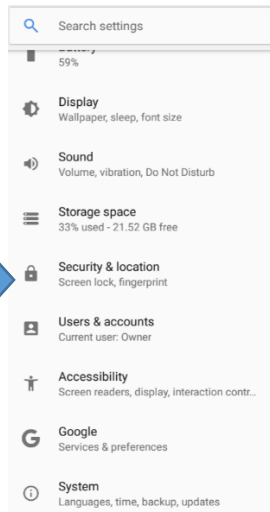 Search settings
Battery
59%
Display
Wallpaper, sleep, font size
Sound
Volume, vibration, Do Not Disturb
Storage space
33% used - 21.52 GB free
Security & location
Screen lock, fingerprint
Users & accounts
Current user: Owner
Accessibility
Screen readers, display, interaction contr...
Google
Services & preferences
System
Languages, time, backup, updates